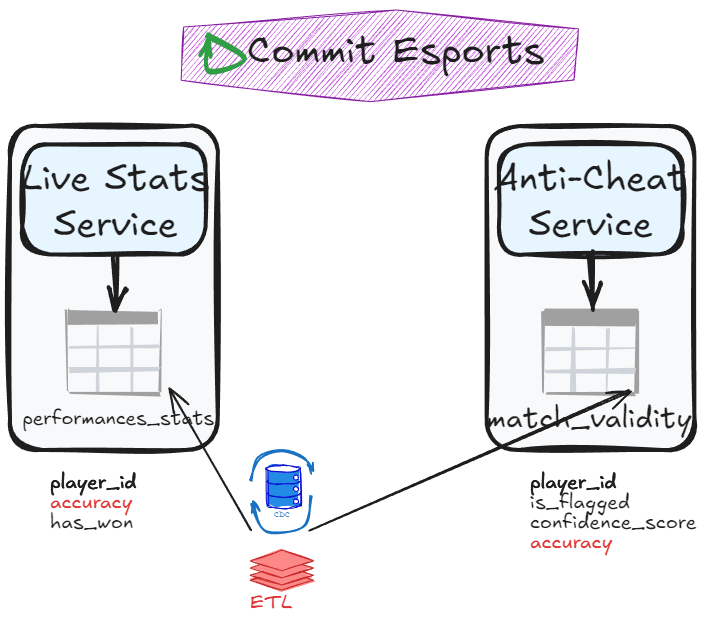 Commit Esports
Live Stats
Service
performances_stats
player_id
accuracy
has_won
Anti-Cheat
Service
match_validity
player_id
is_flagged
confidence_score
accuracy
CDC
ETL